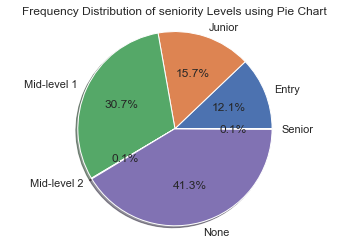 Frequency Distribution of seniority Levels using Pie Chart
Junior
15.7%
Mid-level 1
30.7%
Entry
12.1%
0.1%
Senior
0.1%
Mid-level 2
41.3%
None